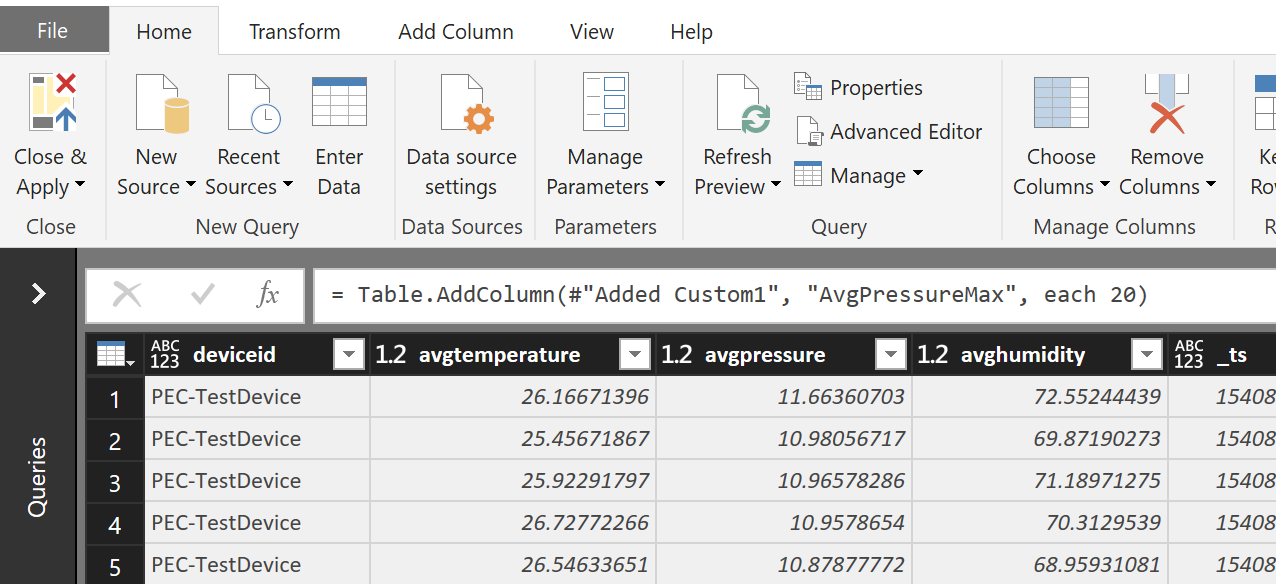 File Home Transform Add Column View Help
Close & Apply
New Source
Recent Sources
Enter Data
Data source settings
Manage Parameters
Refresh Preview
Properties
Advanced Editor
Manage
Choose Columns
Remove Columns
Close New Query Data Sources Parameters Query Manage Columns
fx = Table.AddColumn(#"Added Custom1", "AvgPressureMax", each 20)
ABC 123 deviceid 1.2 avgtemperature 1.2 avgpressure 1.2 avghumidity ABC 123 _ts
1 PEC-TestDevice 26.16671396 11.66360703 72.55244439 15408
2 PEC-TestDevice 25.45671867 10.98056717 69.87190273 15408
3 PEC-TestDevice 25.92291797 10.96578286 71.18971275 15408
4 PEC-TestDevice 26.72772266 10.9578654 70.3129539 15408
5 PEC-TestDevice 26.54633651 10.87877772 68.95931081 15408
Queries